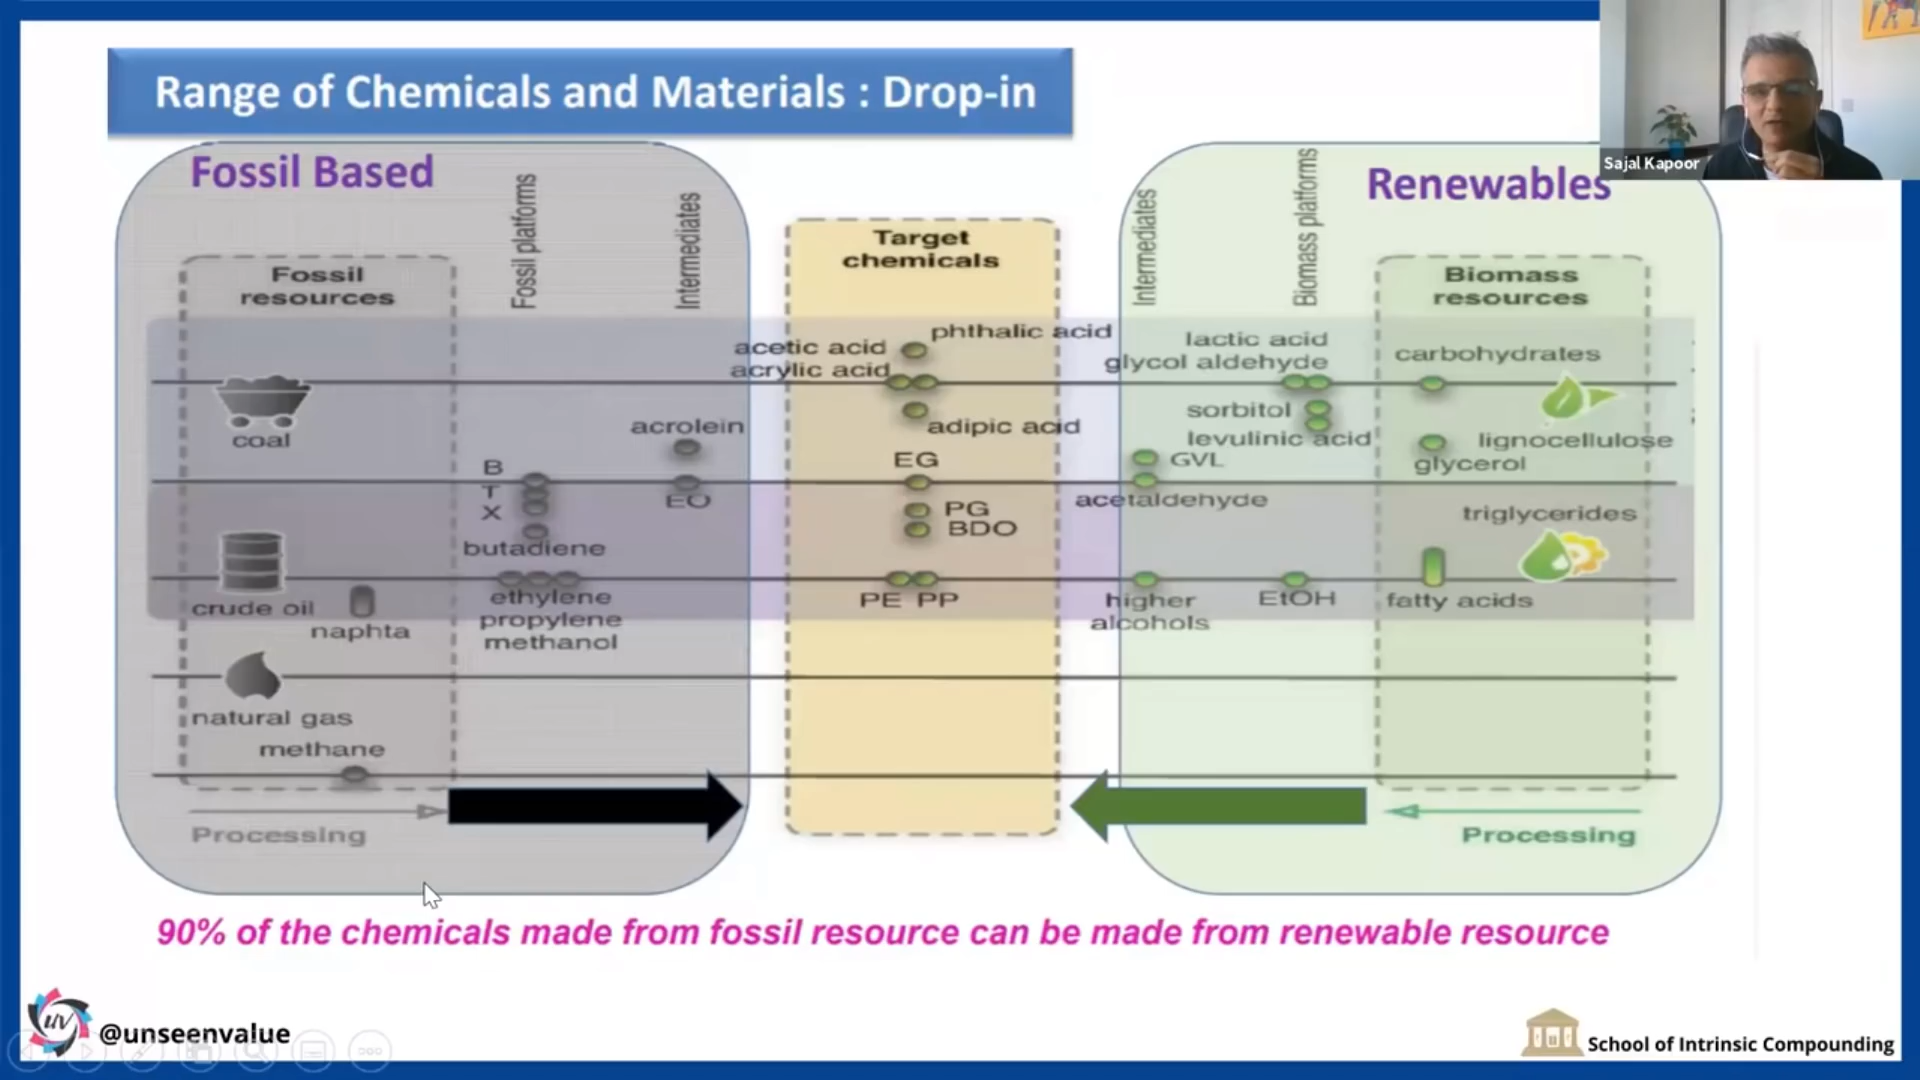 Range of Chemicals and Materials : Drop-in
Sajal Kapoor
Fossil Based
Fossil platforms
Intermediates
Fossil
resources
coal
crude oil
naphta
natural gas
methane
Processing
B
T
X
butadiene
ethylene
propylene
methanol
acrolein
EO
Target
chemicals
phthalic acid
acetic acid
acrylic acid
adipic acid
EG
PG
BDO
PE PP
Renewables
Intermediates
Biomass platforms
Biomass
resources
lactic acid
glycol aldehyde
sorbitol
levulinic acid
GVL
acetaldehyde
higher
alcohols
EtOH
carbohydrates
lignocellulose
glycerol
triglycerides
fatty acids
Processing
90% of the chemicals made from fossil resource can be made from renewable resource
UV
@unseenvalue
School of Intrinsic Compounding